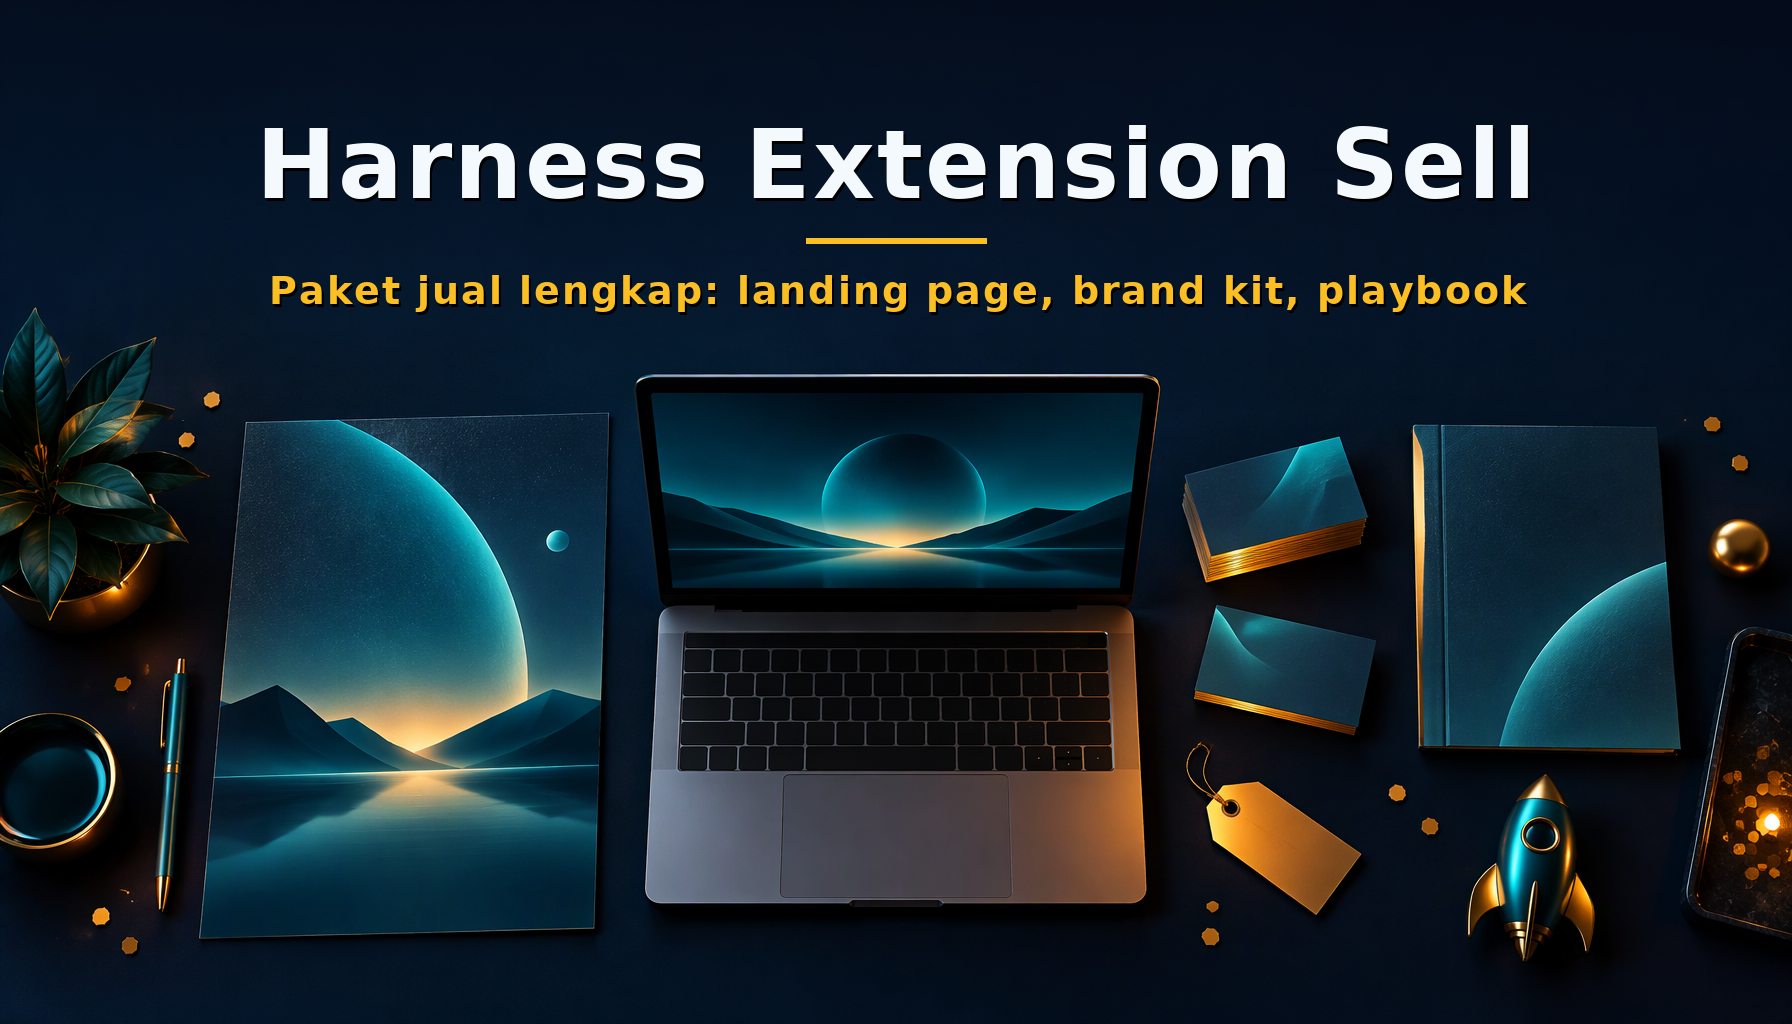 Harness Extension Sell
Paket jual lengkap: landing page, brand kit, playbook